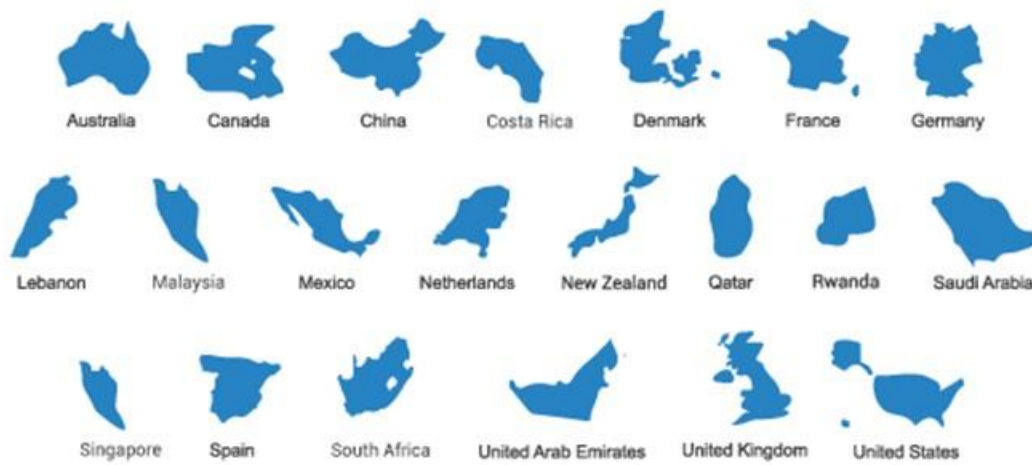 Australia Canada China Costa Rica Denmark France Germany
Lebanon Malaysia Mexico Netherlands New Zealand Qatar Rwanda Saudi Arabia
Singapore Spain South Africa United Arab Emirates United Kingdom United States